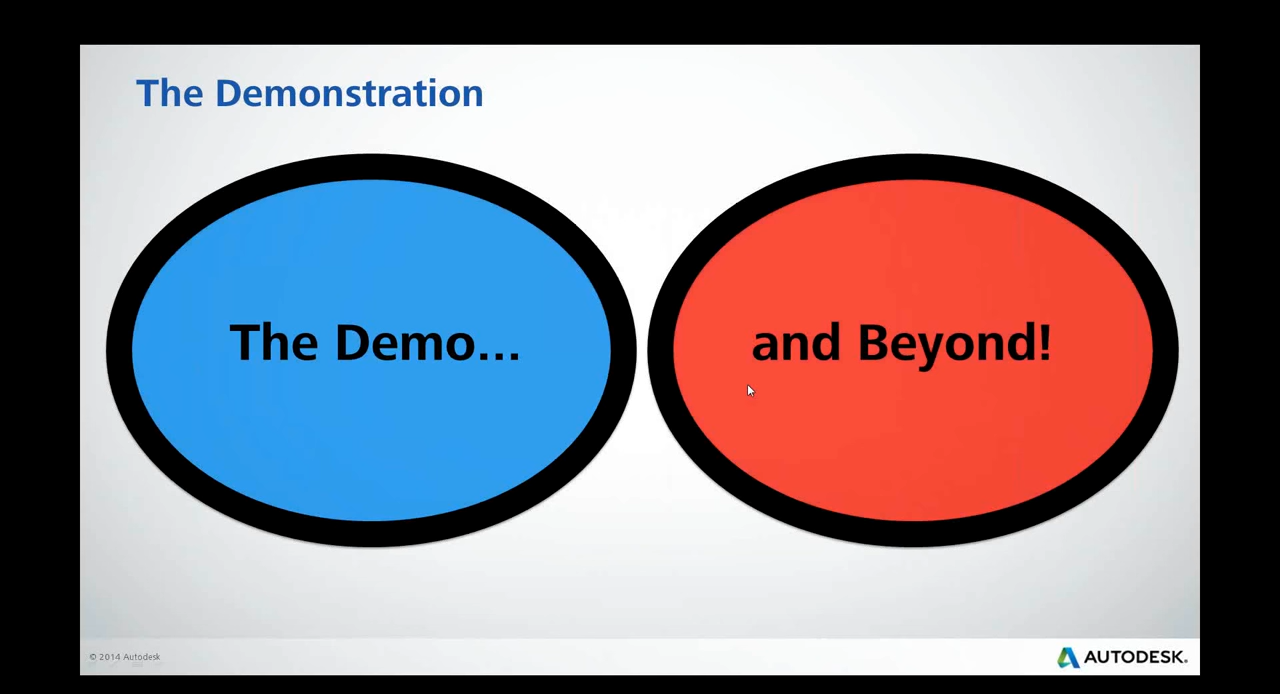 The Demonstration
The Demo...
and Beyond!
© 2014 Autodesk
AUTODESK.